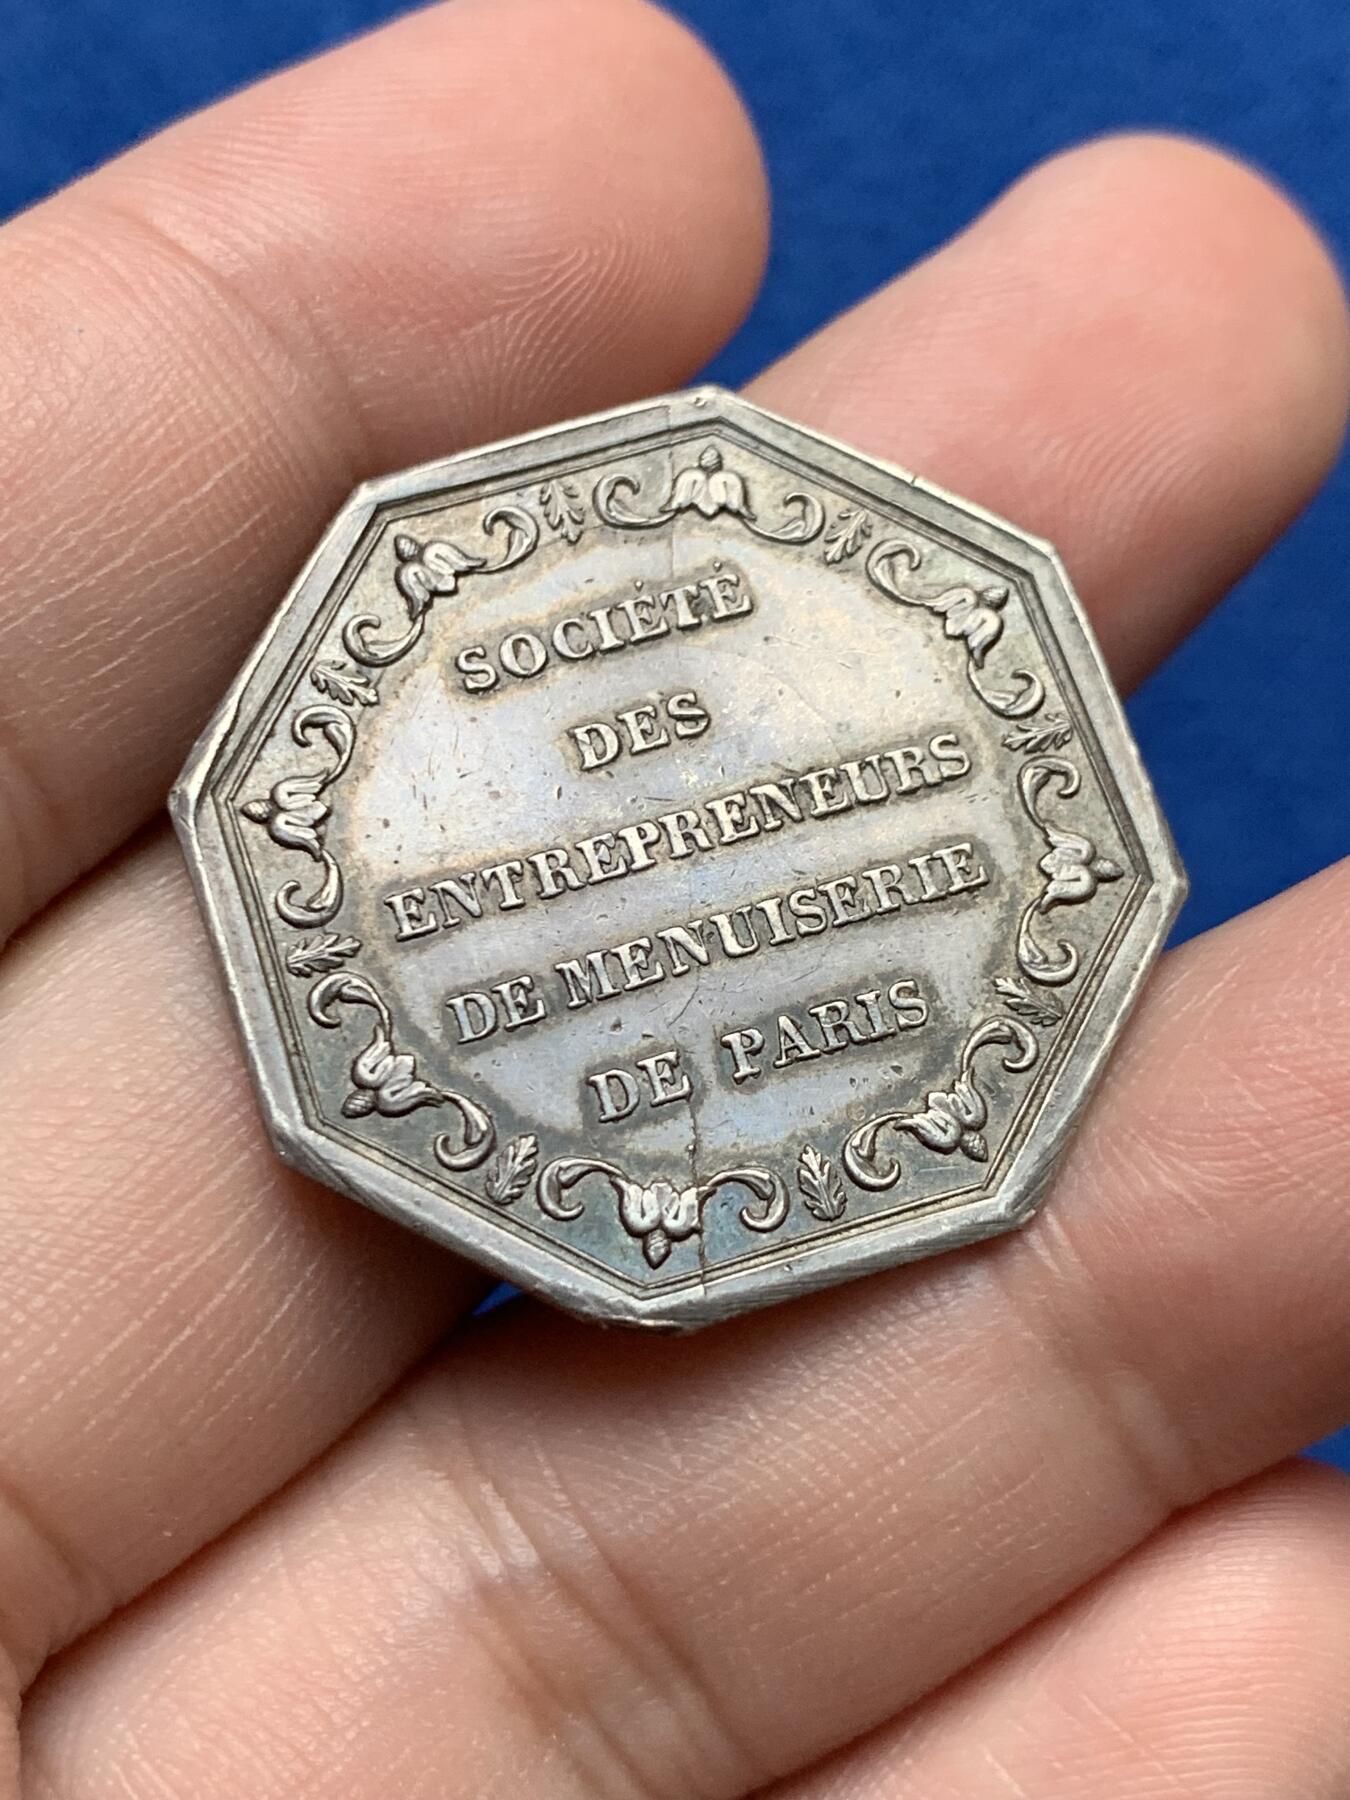 SOCIÉTÉ
DES
ENTREPRENEURS
DE MENUISERIE
DE PARIS